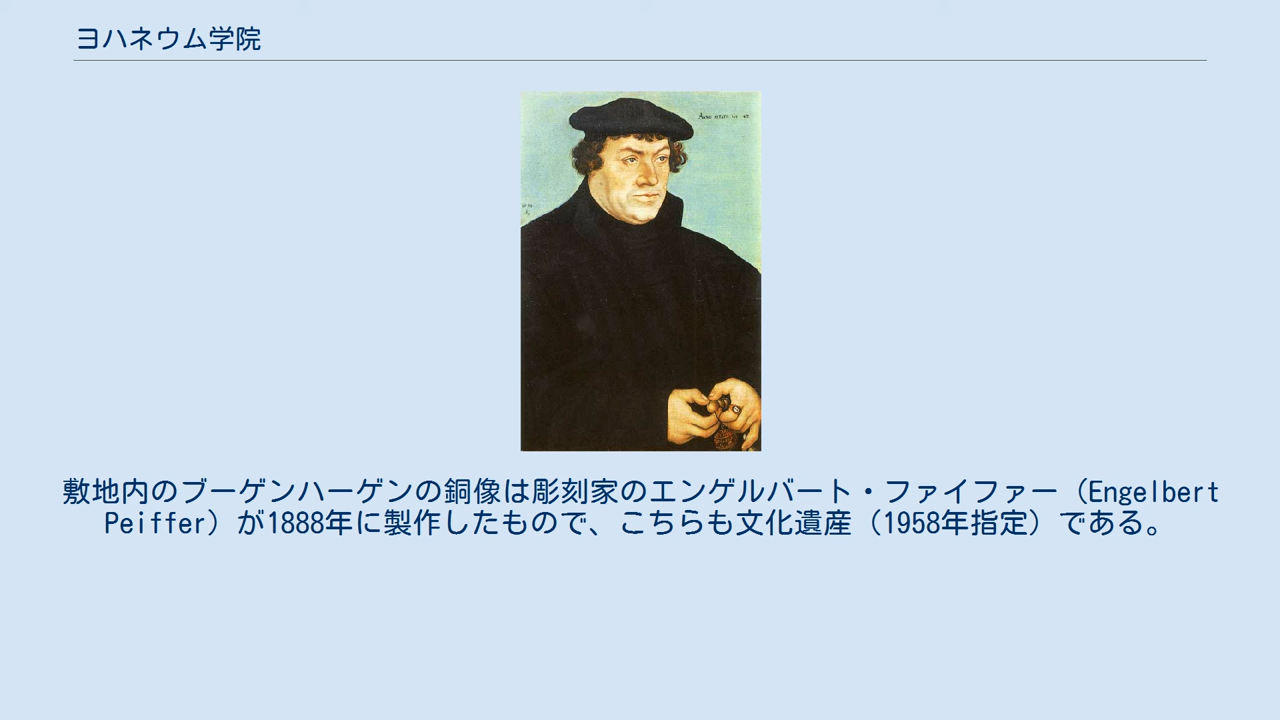 ヨハネウム学院
敷地内のブーゲンハーゲンの銅像は彫刻家のエンゲルバート・ファイファー（Engelbert
Peiffer）が1888年に製作したもので、こちらも文化遺産（1958年指定）である。